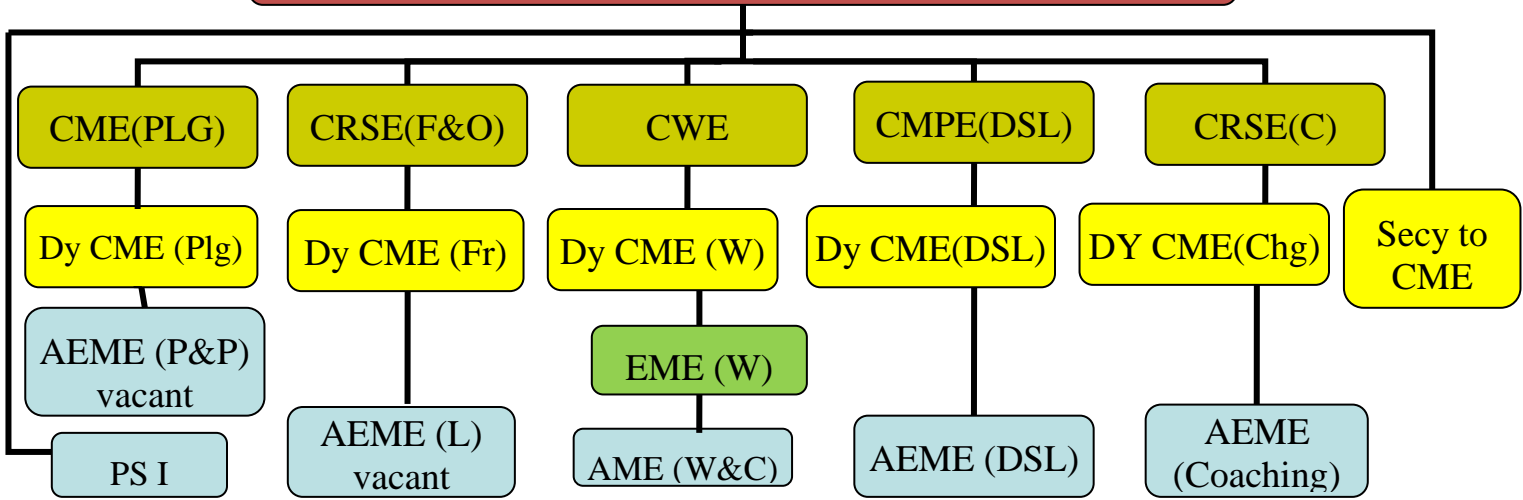 CME(PLG)
CRSE(F&O)
CWE
CMPE(DSL)
CRSE(C)
Dy CME (Plg)
Dy CME (Fr)
Dy CME (W)
Dy CME(DSL)
DY CME(Chg)
Secy to
CME
AEME (P&P)
vacant
EME (W)
PS I
AEME (L)
vacant
AME (W&C)
AEME (DSL)
AEME
(Coaching)